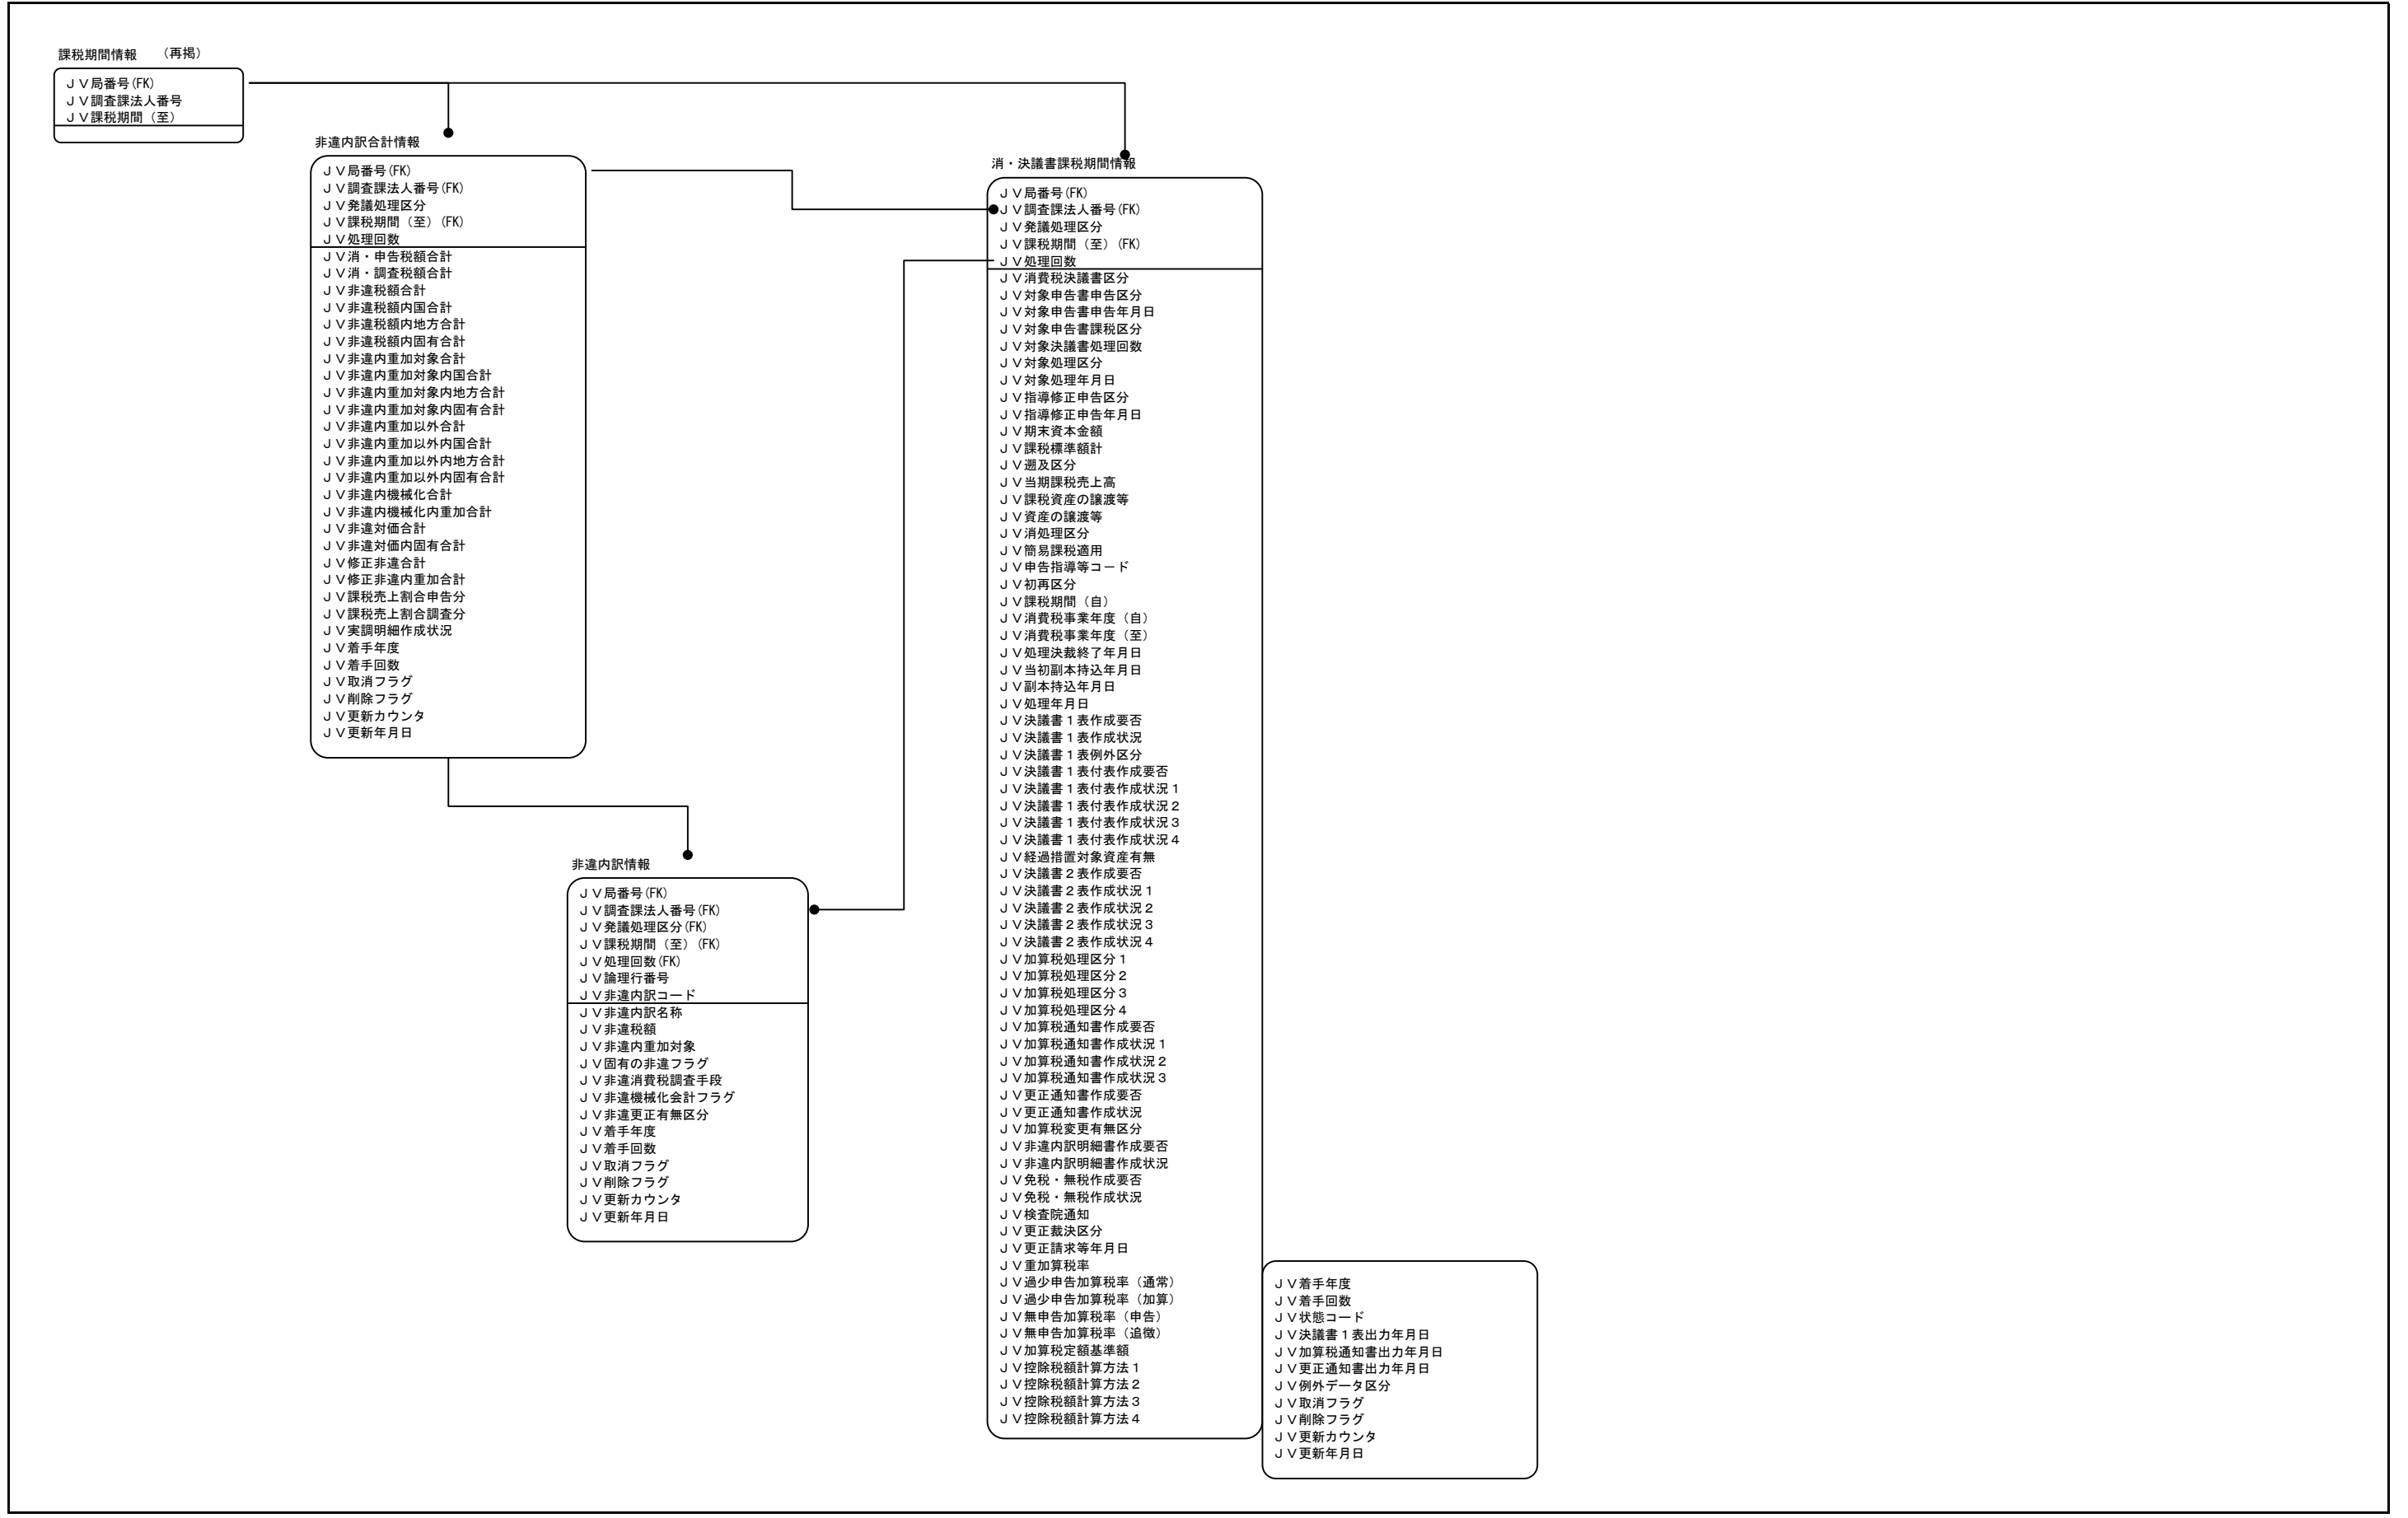 課税期間情報　（再掲）
ＪＶ局番号(FK)
ＪＶ調査課法人番号
ＪＶ課税期間（至）
非違内訳合計情報
ＪＶ局番号(FK)
ＪＶ調査課法人番号(FK)
ＪＶ発議処理区分
ＪＶ課税期間（至）(FK)
ＪＶ処理回数
ＪＶ消・申告税額合計
ＪＶ消・調査税額合計
ＪＶ非違税額合計
ＪＶ非違税額内国合計
ＪＶ非違税額内地方合計
ＪＶ非違税額内固有合計
ＪＶ非違内重加対象合計
ＪＶ非違内重加対象内国合計
ＪＶ非違内重加対象内地方合計
ＪＶ非違内重加対象内固有合計
ＪＶ非違内重加以外合計
ＪＶ非違内重加以外内国合計
ＪＶ非違内重加以外内地方合計
ＪＶ非違内重加以外内固有合計
ＪＶ非違内機械化合計
ＪＶ非違内機械化内重加合計
ＪＶ非違対価合計
ＪＶ非違対価内固有合計
ＪＶ修正非違合計
ＪＶ修正非違内重加合計
ＪＶ課税売上割合申告分
ＪＶ課税売上割合調査分
ＪＶ実調明細作成状況
ＪＶ着手年度
ＪＶ着手回数
ＪＶ取消フラグ
ＪＶ削除フラグ
ＪＶ更新カウンタ
ＪＶ更新年月日
非違内訳情報
ＪＶ局番号(FK)
ＪＶ調査課法人番号(FK)
ＪＶ発議処理区分(FK)
ＪＶ課税期間（至）(FK)
ＪＶ処理回数(FK)
ＪＶ論理行番号
ＪＶ非違内訳コード
ＪＶ非違内訳名称
ＪＶ非違税額
ＪＶ非違内重加対象
ＪＶ固有の非違フラグ
ＪＶ非違消費税調査手段
ＪＶ非違機械化会計フラグ
ＪＶ非違更正有無区分
ＪＶ着手年度
ＪＶ着手回数
ＪＶ取消フラグ
ＪＶ削除フラグ
ＪＶ更新カウンタ
ＪＶ更新年月日
消・決議書課税期間情報
ＪＶ局番号(FK)
ＪＶ調査課法人番号(FK)
ＪＶ発議処理区分
ＪＶ課税期間（至）(FK)
ＪＶ処理回数
ＪＶ消費税決議書区分
ＪＶ対象申告書申告区分
ＪＶ対象申告書申告年月日
ＪＶ対象申告書課税区分
ＪＶ対象決議書処理回数
ＪＶ対象処理区分
ＪＶ対象処理年月日
ＪＶ指導修正申告区分
ＪＶ指導修正申告年月日
ＪＶ期末資本金額
ＪＶ課税標準額計
ＪＶ遡及区分
ＪＶ当期課税売上高
ＪＶ課税資産の譲渡等
ＪＶ資産の譲渡等
ＪＶ消処理区分
ＪＶ簡易課税適用
ＪＶ申告指導等コード
ＪＶ初再区分
ＪＶ課税期間（自）
ＪＶ消費税事業年度（自）
ＪＶ消費税事業年度（至）
ＪＶ処理決裁終了年月日
ＪＶ当初副本持込年月日
ＪＶ副本持込年月日
ＪＶ処理年月日
ＪＶ決議書１表作成要否
ＪＶ決議書１表作成状況
ＪＶ決議書１表例外区分
ＪＶ決議書１表付表作成要否
ＪＶ決議書１表付表作成状況１
ＪＶ決議書１表付表作成状況２
ＪＶ決議書１表付表作成状況３
ＪＶ決議書１表付表作成状況４
ＪＶ経過措置対象資産有無
ＪＶ決議書２表作成要否
ＪＶ決議書２表作成状況１
ＪＶ決議書２表作成状況２
ＪＶ決議書２表作成状況３
ＪＶ決議書２表作成状況４
ＪＶ加算税処理区分１
ＪＶ加算税処理区分２
ＪＶ加算税処理区分３
ＪＶ加算税処理区分４
ＪＶ加算税通知書作成要否
ＪＶ加算税通知書作成状況１
ＪＶ加算税通知書作成状況２
ＪＶ加算税通知書作成状況３
ＪＶ更正通知書作成要否
ＪＶ更正通知書作成状況
ＪＶ加算税変更有無区分
ＪＶ非違内訳明細書作成要否
ＪＶ非違内訳明細書作成状況
ＪＶ免税・無税作成要否
ＪＶ免税・無税作成状況
ＪＶ検査院通知
ＪＶ更正裁決区分
ＪＶ更正請求等年月日
ＪＶ重加算税率
ＪＶ過少申告加算税率（通常）
ＪＶ過少申告加算税率（加算）
ＪＶ無申告加算税率（申告）
ＪＶ無申告加算税率（追徴）
ＪＶ加算税定額基準額
ＪＶ控除税額計算方法１
ＪＶ控除税額計算方法２
ＪＶ控除税額計算方法３
ＪＶ控除税額計算方法４
ＪＶ着手年度
ＪＶ着手回数
ＪＶ状態コード
ＪＶ決議書１表出力年月日
ＪＶ加算税通知書出力年月日
ＪＶ更正通知書出力年月日
ＪＶ例外データ区分
ＪＶ取消フラグ
ＪＶ削除フラグ
ＪＶ更新カウンタ
ＪＶ更新年月日